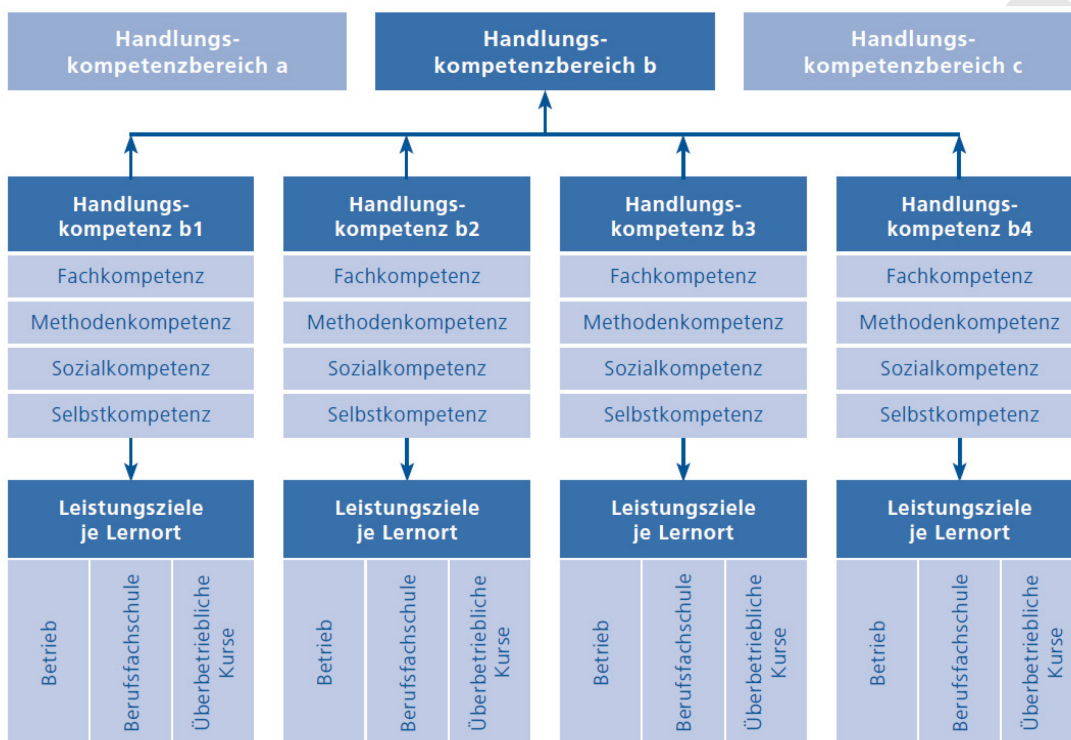 Handlungs-
kompetenzbereich a
Handlungs-
kompetenzbereich b
Handlungs-
kompetenzbereich c
Handlungs-
kompetenz b1
Fachkompetenz
Methodenkompetenz
Sozialkompetenz
Selbstkompetenz
Leistungsziele
je Lernort
Betrieb
Berufsfachschule
Überbetriebliche
Kurse
Handlungs-
kompetenz b2
Fachkompetenz
Methodenkompetenz
Sozialkompetenz
Selbstkompetenz
Leistungsziele
je Lernort
Betrieb
Berufsfachschule
Überbetriebliche
Kurse
Handlungs-
kompetenz b3
Fachkompetenz
Methodenkompetenz
Sozialkompetenz
Selbstkompetenz
Leistungsziele
je Lernort
Betrieb
Berufsfachschule
Überbetriebliche
Kurse
Handlungs-
kompetenz b4
Fachkompetenz
Methodenkompetenz
Sozialkompetenz
Selbstkompetenz
Leistungsziele
je Lernort
Betrieb
Berufsfachschule
Überbetriebliche
Kurse